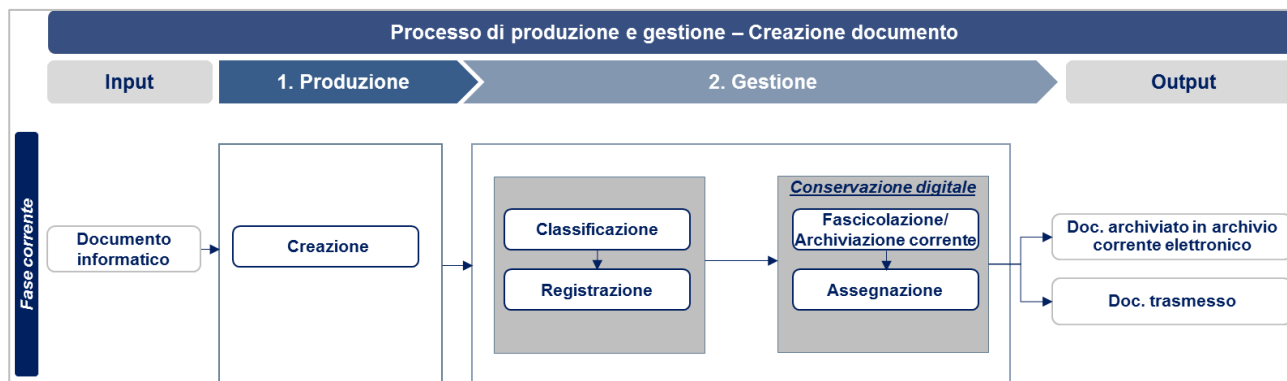 Processo di produzione e gestione – Creazione documento
Input
1. Produzione
2. Gestione
Output
Fase corrente
Documento
informatico
Creazione
Classificazione
Registrazione
Conservazione digitale
Fascicolazione/
Archiviazione corrente
Assegnazione
Doc. archiviato in archivio
corrente elettronico
Doc. trasmesso